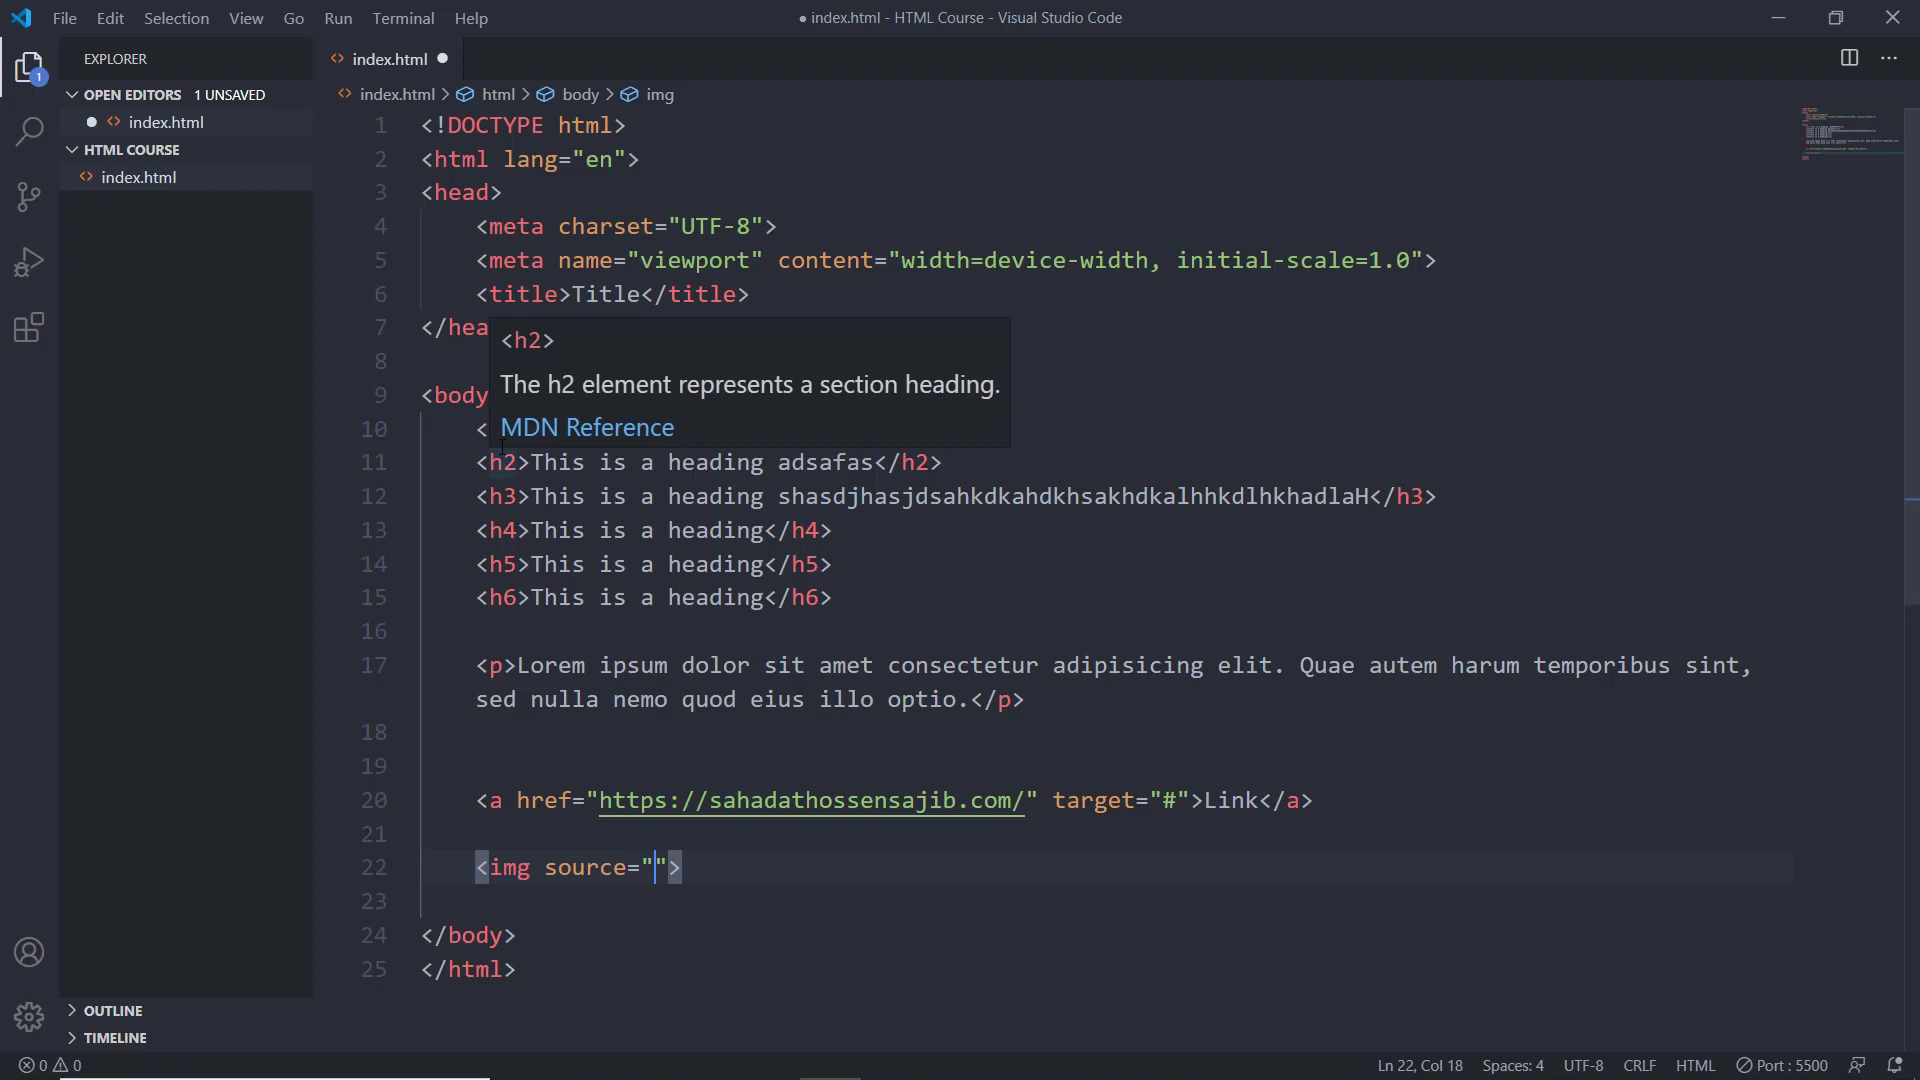 File Edit Selection View Go Run Terminal Help
● index.html - HTML Course - Visual Studio Code
EXPLORER
OPEN EDITORS 1 UNSAVED
index.html
HTML COURSE
index.html
OUTLINE
TIMELINE
1
index.html
index.html > html > body > img
1 <!DOCTYPE html>
2 <html lang="en">
3 <head>
4 <meta charset="UTF-8">
5 <meta name="viewport" content="width=device-width, initial-scale=1.0">
6 <title>Title</title>
7 </hea
8
9 <body
10 <
<h2>
The h2 element represents a section heading.
MDN Reference
11 <h2>This is a heading adsafas</h2>
12 <h3>This is a heading shasdjhasjdsahkdkahdkhsakhdkalhhkdlhkhadlaH</h3>
13 <h4>This is a heading</h4>
14 <h5>This is a heading</h5>
15 <h6>This is a heading</h6>
16
17 <p>Lorem ipsum dolor sit amet consectetur adipisicing elit. Quae autem harum temporibus sint,
sed nulla nemo quod eius illo optio.</p>
18
19
20 <a href="https://sahadathossensajib.com/" target="#">Link</a>
21
22 <img source="">
23
24 </body>
25 </html>
0 0
Ln 22, Col 18 Spaces: 4 UTF-8 CRLF HTML Port : 5500